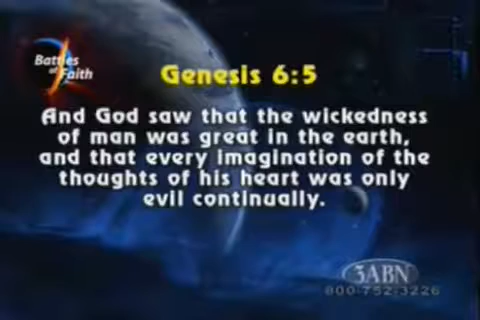 Battles
of Faith
Genesis 6:5
And God saw that the wickedness
of man was great in the earth,
and that every imagination of the
thoughts of his heart was only
evil continually.
3ABN
800-752-3226